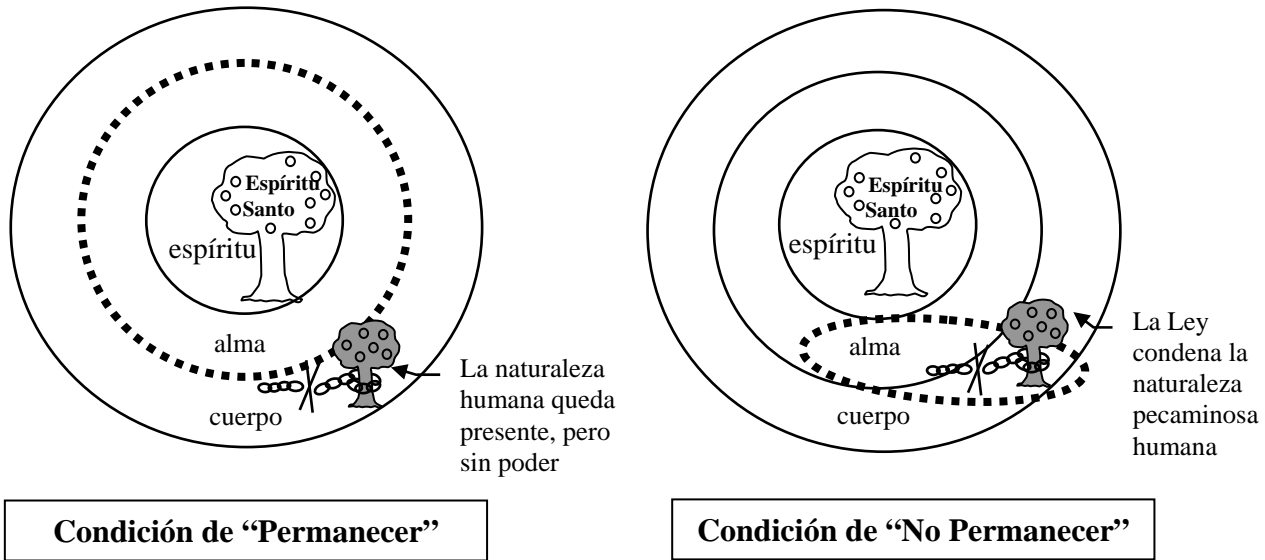 Espíritu
Santo
espíritu
alma
cuerpo
La naturaleza
humana queda
presente, pero
sin poder
Condición de “Permanecer”
Espíritu
Santo
espíritu
alma
cuerpo
La Ley
condena la
naturaleza
pecaminosa
humana
Condición de “No Permanecer”